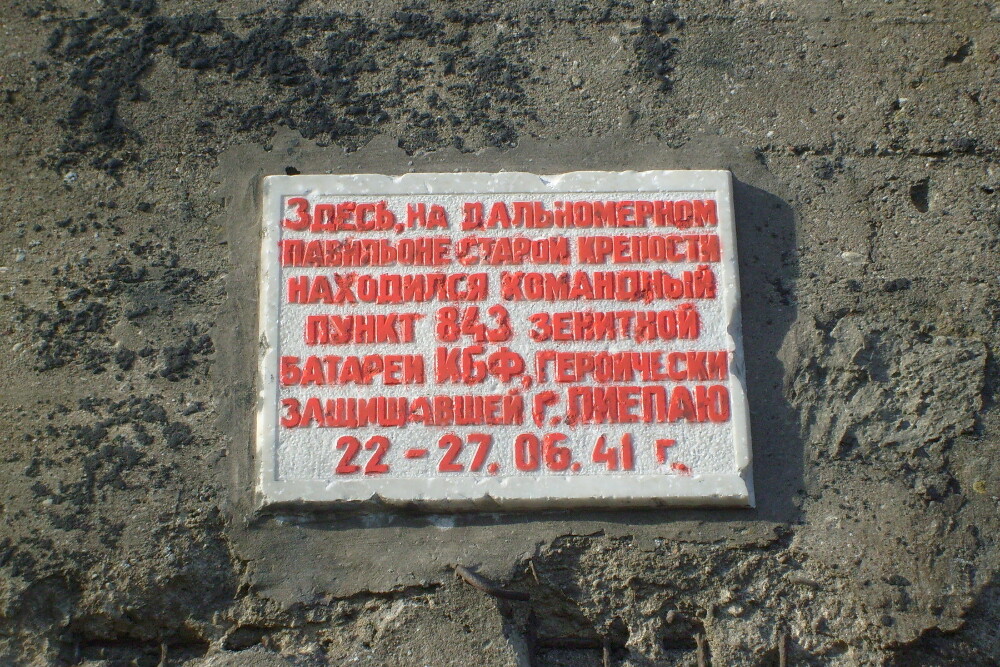 Здесь, на дальномерном
павильоне старой крепости
находился командный
пункт 843 зенитной
батареи КБФ, героически
защищавшей г. Лиепаю
22 - 27. 06. 41 г.